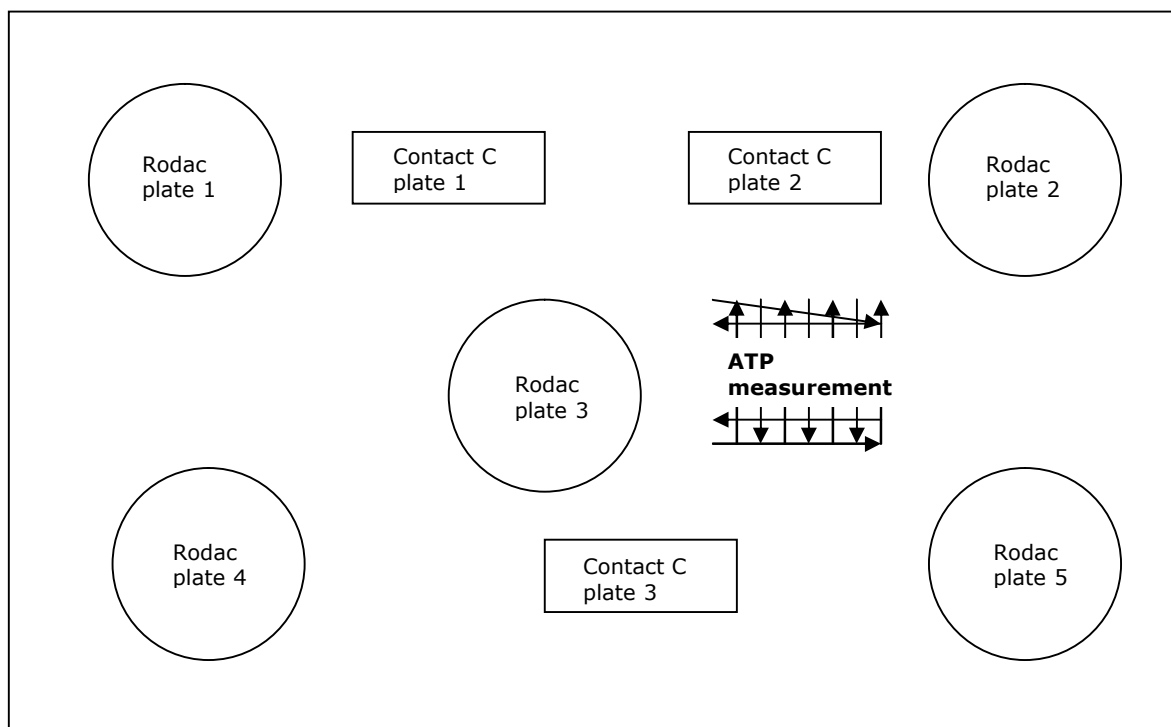 Rodac
plate 1
Contact C
plate 1
Contact C
plate 2
Rodac
plate 2
Rodac
plate 3
ATP
measurement
Rodac
plate 4
Contact C
plate 3
Rodac
plate 5